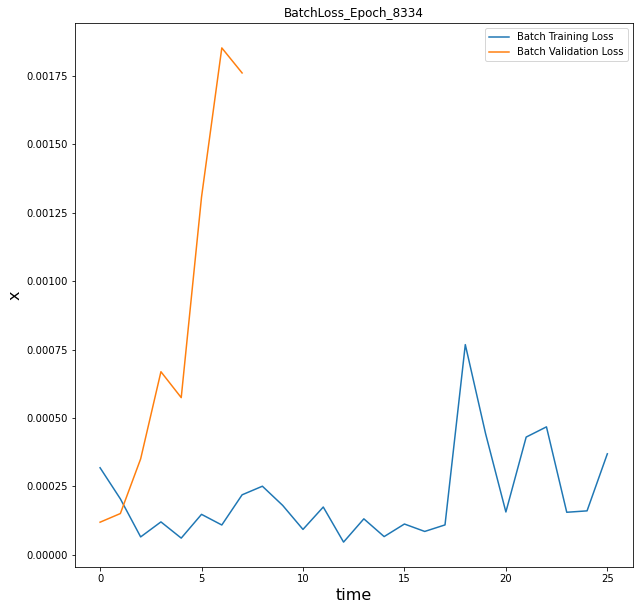 BatchLoss_Epoch_8334
Batch Training Loss
Batch Validation Loss
0.00175
0.00150
0.00125
0.00100
0.00075
0.00050
0.00025
0.00000
x
0 5 10 15 20 25
time